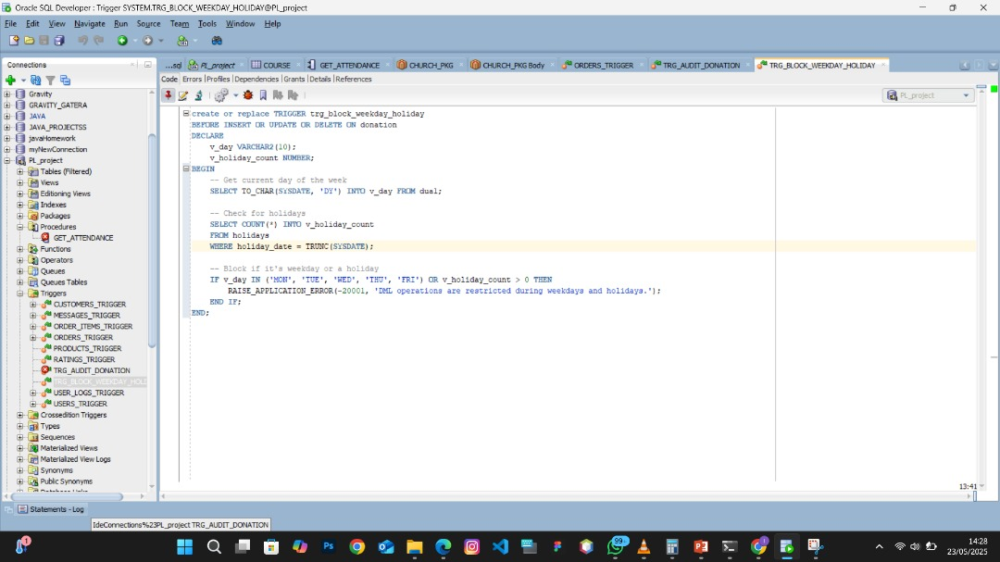 Oracle SQL Developer : Trigger SYSTEM.TRG_BLOCK_WEEKDAY_HOLIDAY@PL_project
File Edit View Navigate Run Source Team Tools Window Help
Connections
...sql PL_project COURSE GET_ATTENDANCE CHURCH_PKG CHURCH_PKG Body ORDERS_TRIGGER TRG_AUDIT_DONATION TRG_BLOCK_WEEKDAY_HOLIDAY
Code Errors Profiles Dependencies Grants Details References
PL_project
Gravity
GRAVITY_GATERA
JAVA
JAVA_PROJECTSS
javaHomework
myNewConnection
PL_project
Tables (Filtered)
Views
Editioning Views
Indexes
Packages
Procedures
GET_ATTENDANCE
Functions
Operators
Queues
Queues Tables
Triggers
CUSTOMERS_TRIGGER
MESSAGES_TRIGGER
ORDER_ITEMS_TRIGGER
ORDERS_TRIGGER
PRODUCTS_TRIGGER
RATINGS_TRIGGER
TRG_AUDIT_DONATION
TRG_BLOCK_WEEKDAY_HOLI
USER_LOGS_TRIGGER
USERS_TRIGGER
Crossedition Triggers
Types
Sequences
Materialized Views
Materialized View Logs
Synonyms
Public Synonyms
create or replace TRIGGER trg_block_weekday_holiday
BEFORE INSERT OR UPDATE OR DELETE ON donation
DECLARE
v_day VARCHAR2(10);
v_holiday_count NUMBER;
BEGIN
-- Get current day of the week
SELECT TO_CHAR(SYSDATE, 'DY') INTO v_day FROM dual;
-- Check for holidays
SELECT COUNT(*) INTO v_holiday_count
FROM holidays
WHERE holiday_date = TRUNC(SYSDATE);
-- Block if it's weekday or a holiday
IF v_day IN ('MON', 'TUE', 'WED', 'THU', 'FRI') OR v_holiday_count > 0 THEN
RAISE_APPLICATION_ERROR(-20001, 'DML operations are restricted during weekdays and holidays.');
END IF;
END;
13:41
Statements - Log
IdeConnections%23PL_project TRG_AUDIT_DONATION
1
Ps
99+
14:28
23/05/2025